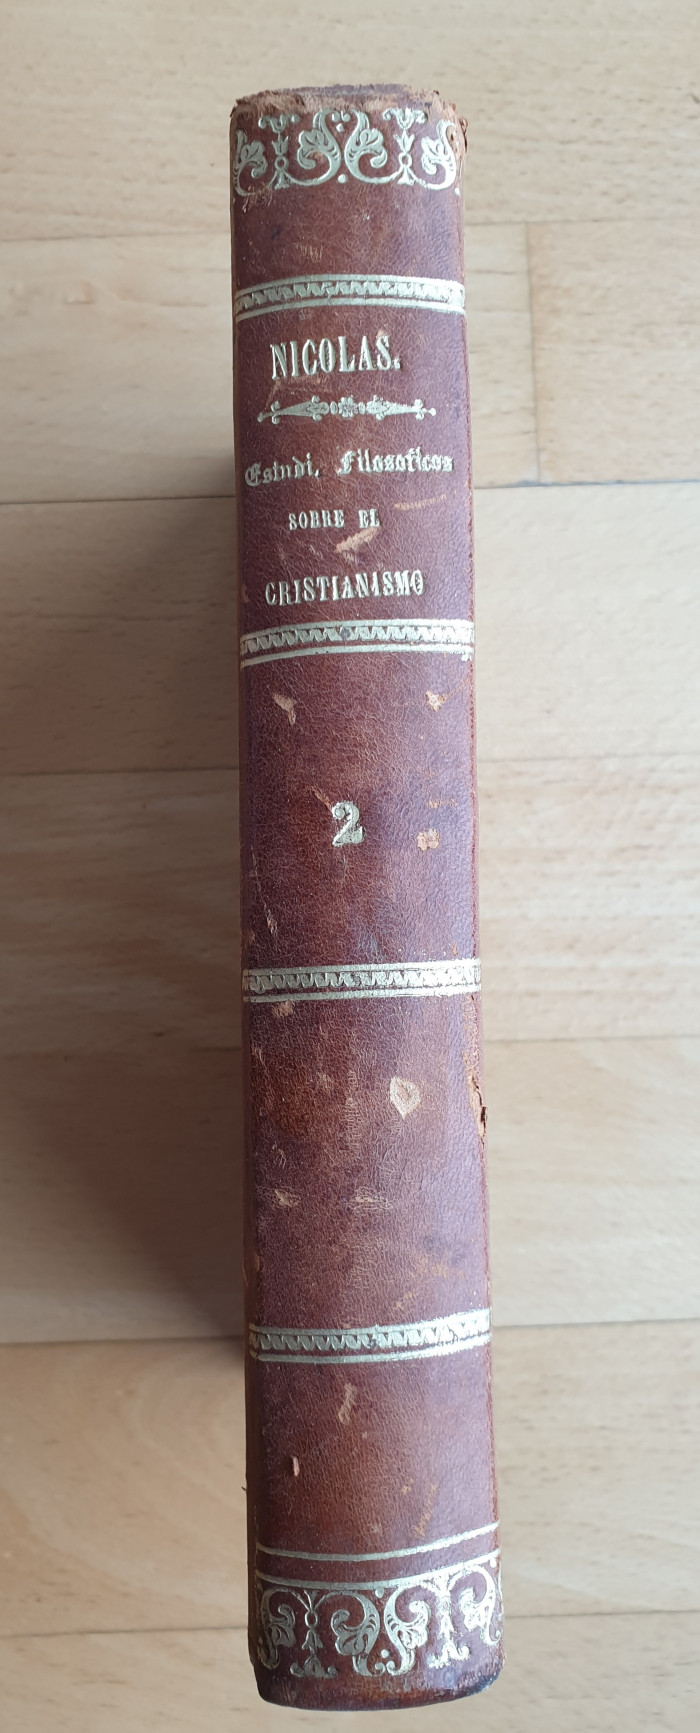 NICOLAS.
Estudi. Filosoficos
SOBRE EL
CRISTIANISMO
2